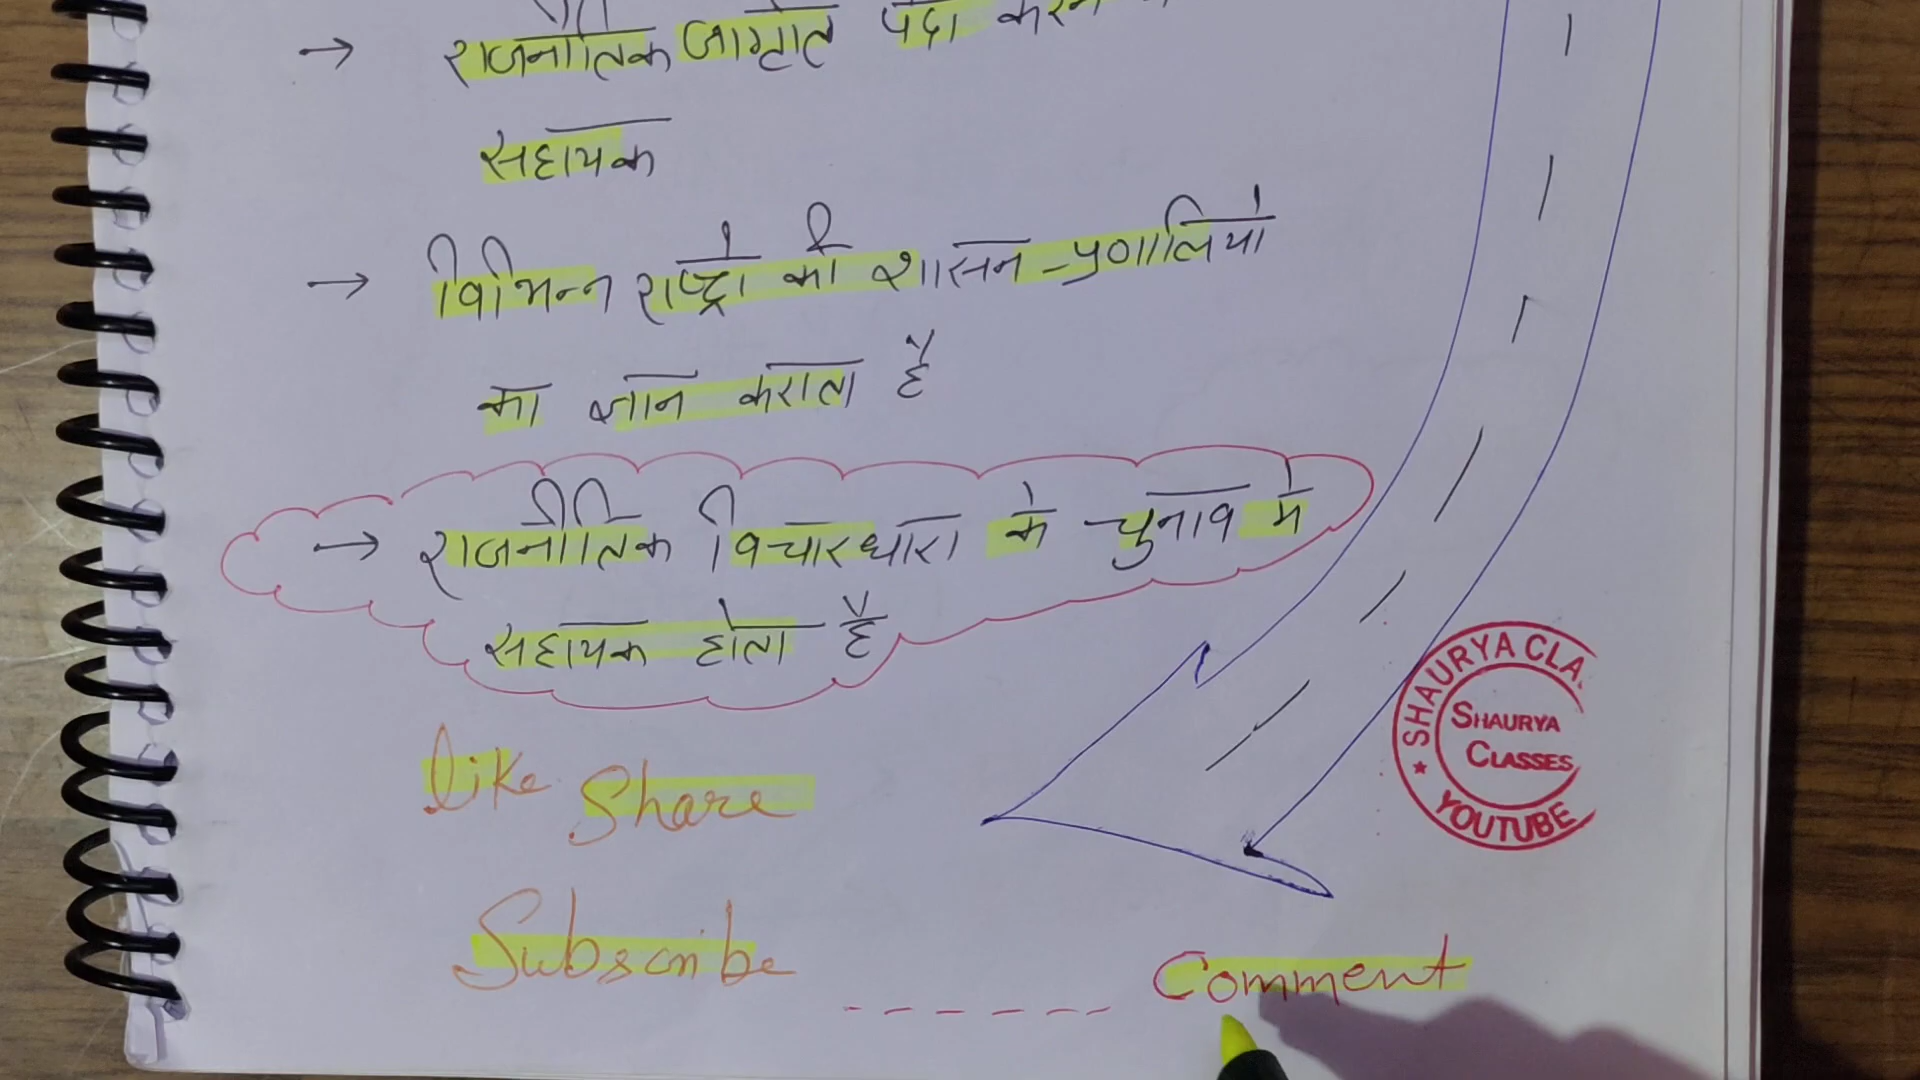 → राजनीतिक जागृति पैदा करने
सहायक
→ विभिन्न राष्ट्रों की शासन-प्रणालियों
का ज्ञान कराता है
→ राजनीतिक विचारधारा के चुनाव में
सहायक होता है
like Share
Subscribe ------ Comment
SHAURYA CLA
SHAURYA
CLASSES
★ YOUTUBE